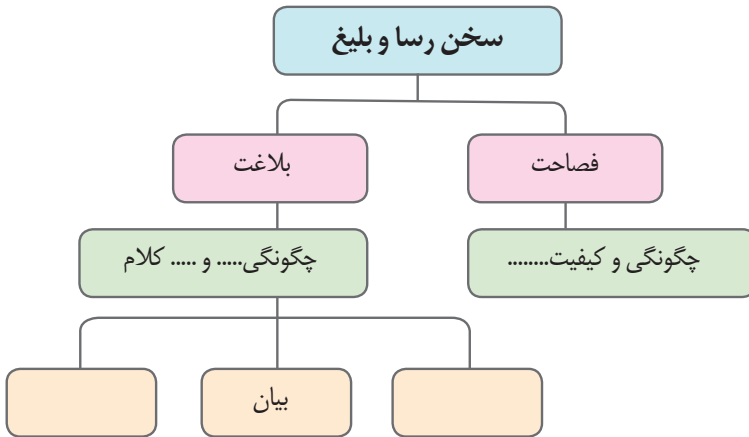 سخن رسا و بلیغ
فصاحت
بلاغت
چگونگی و کیفیت........
چگونگی..... و ..... کلام
بیان